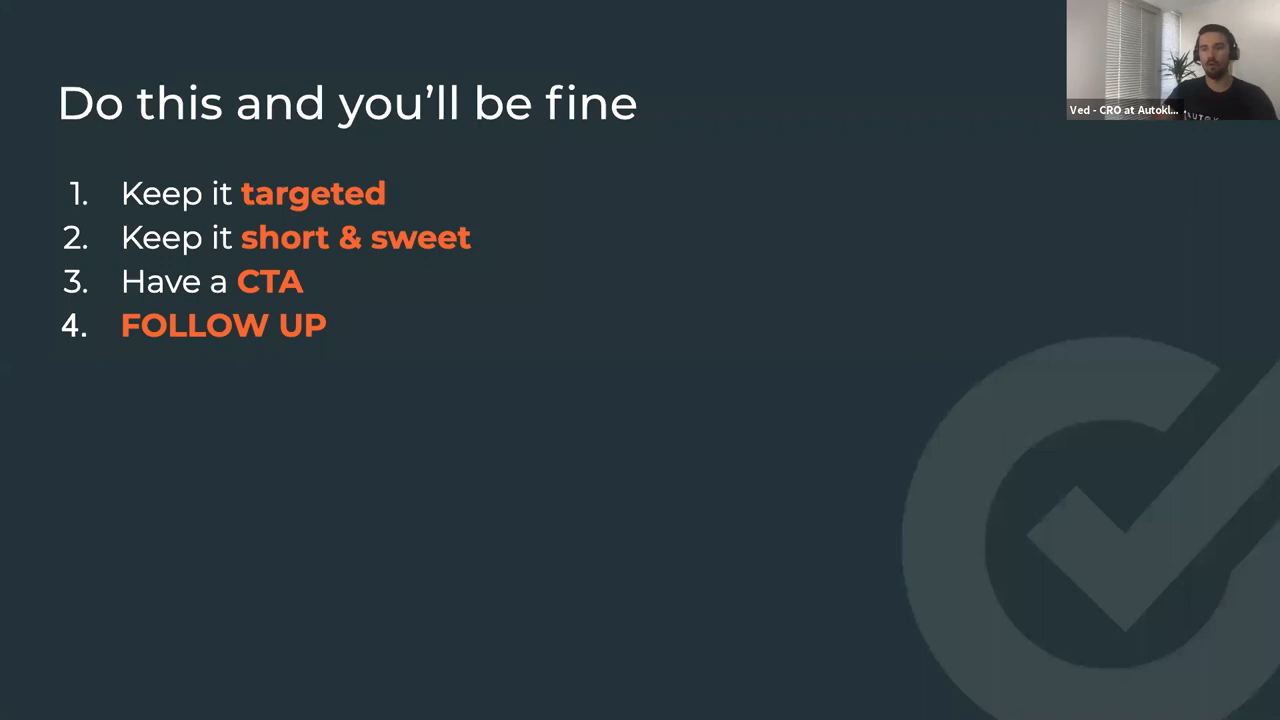 Do this and you'll be fine
1. Keep it targeted
2. Keep it short & sweet
3. Have a CTA
4. FOLLOW UP
Ved - CRO at Autokl...